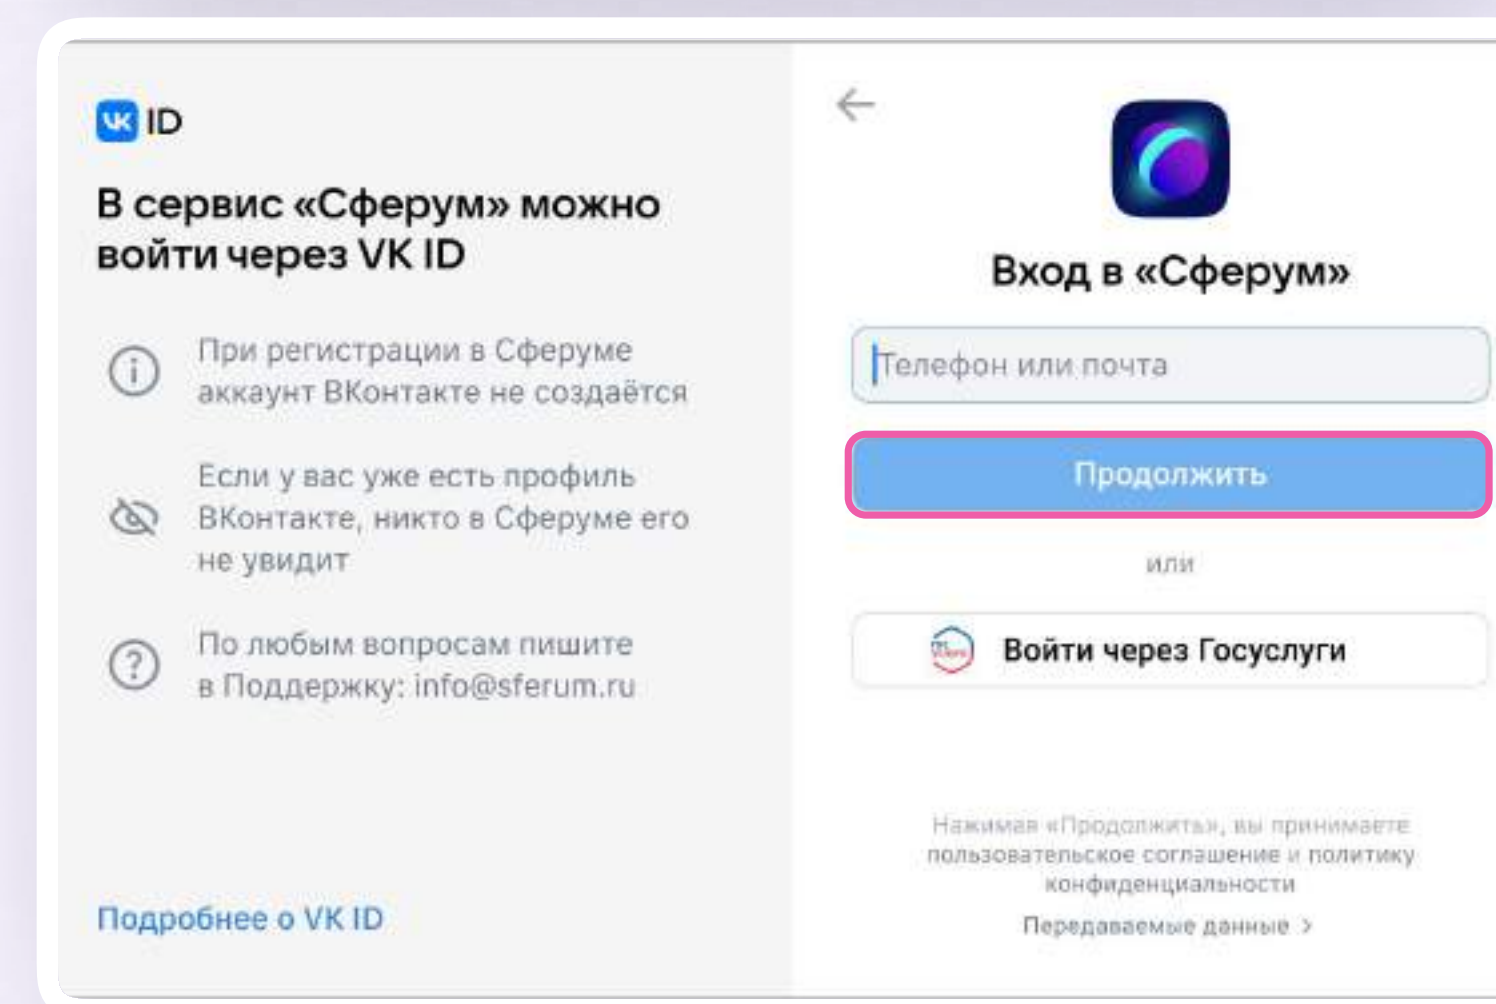 VK ID
В сервис «Сферум» можно
войти через VK ID
При регистрации в Сферуме
аккаунт ВКонтакте не создаётся
Если у вас уже есть профиль
ВКонтакте, никто в Сферуме его
не увидит
По любым вопросам пишите
в Поддержку: info@sferum.ru
Подробнее о VK ID
Вход в «Сферум»
Телефон или почта
Продолжить
или
Войти через Госуслуги
Нажимая «Продолжить», вы принимаете
пользовательское соглашение и политику
конфиденциальности
Передаваемые данные >